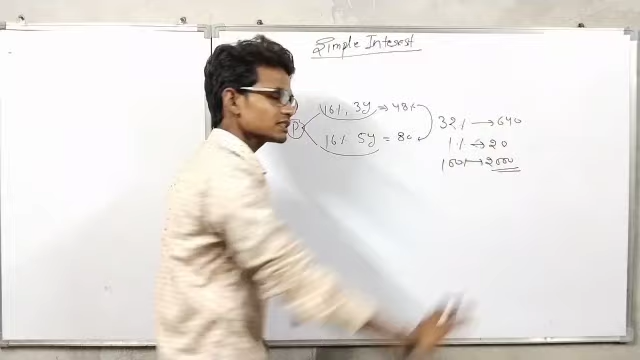 Simple Interest
16%, 3y ⇒ 48%
P
16% 5y = 80
32% → 640
1% → 20
100% → 2000